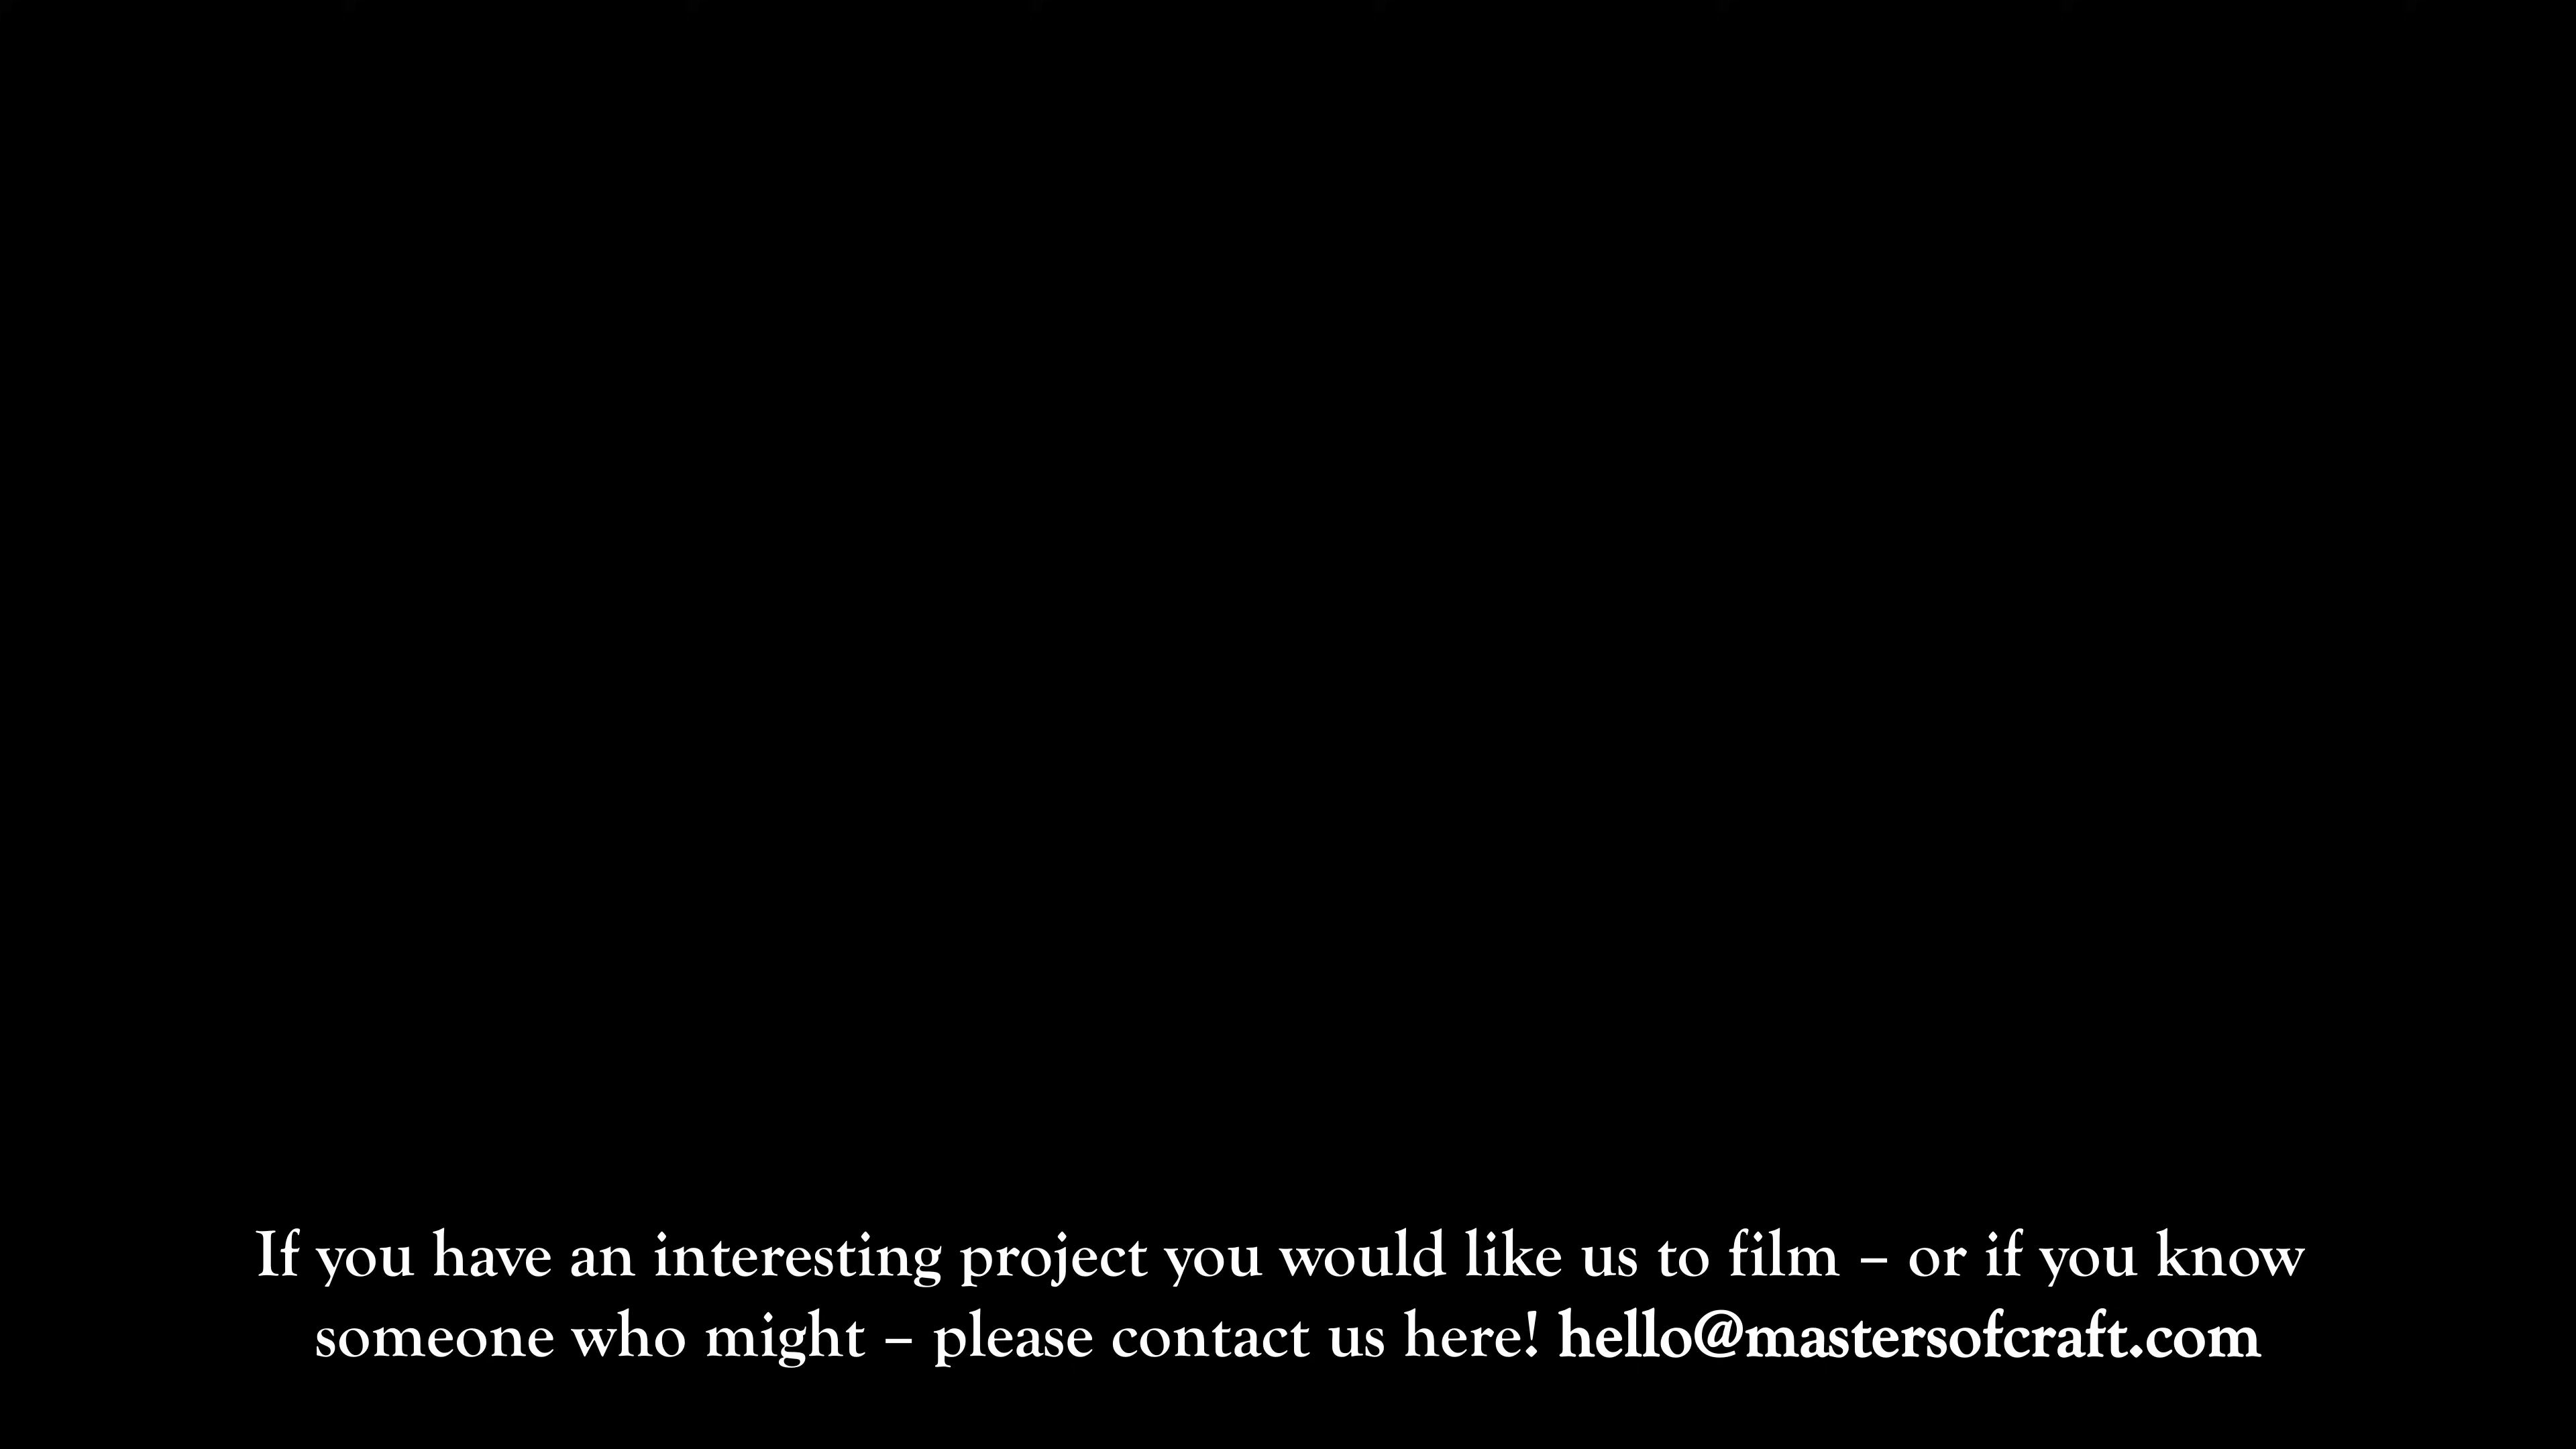 If you have an interesting project you would like us to film – or if you know
someone who might – please contact us here! hello@mastersofcraft.com